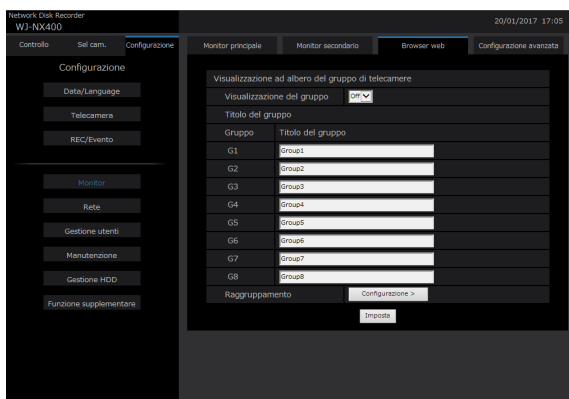 Network Disk Recorder
WJ-NX400
20/01/2017 17:05
Controllo Sel cam. Configurazione
Monitor principale Monitor secondario Browser web Configurazione avanzata
Configurazione
Data/Language
Telecamera
REC/Evento
Monitor
Rete
Gestione utenti
Manutenzione
Gestione HDD
Funzione supplementare
Visualizzazione ad albero del gruppo di telecamere
Visualizzazione del gruppo Off
Titolo del gruppo
Gruppo Titolo del gruppo
G1 Group1
G2 Group2
G3 Group3
G4 Group4
G5 Group5
G6 Group6
G7 Group7
G8 Group8
Raggruppamento Configurazione >
Imposta